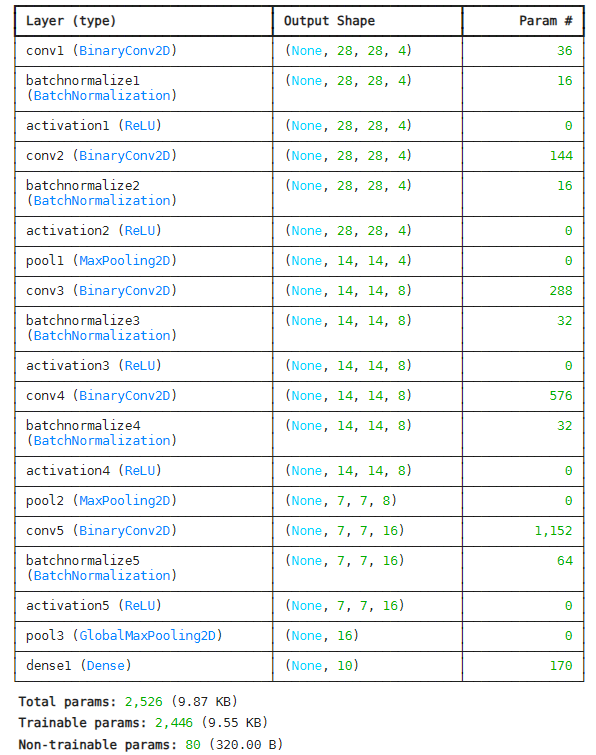 Layer (type) Output Shape Param #
conv1 (BinaryConv2D) (None, 28, 28, 4) 36
batchnormalize1 (None, 28, 28, 4) 16
(BatchNormalization)
activation1 (ReLU) (None, 28, 28, 4) 0
conv2 (BinaryConv2D) (None, 28, 28, 4) 144
batchnormalize2 (None, 28, 28, 4) 16
(BatchNormalization)
activation2 (ReLU) (None, 28, 28, 4) 0
pool1 (MaxPooling2D) (None, 14, 14, 4) 0
conv3 (BinaryConv2D) (None, 14, 14, 8) 288
batchnormalize3 (None, 14, 14, 8) 32
(BatchNormalization)
activation3 (ReLU) (None, 14, 14, 8) 0
conv4 (BinaryConv2D) (None, 14, 14, 8) 576
batchnormalize4 (None, 14, 14, 8) 32
(BatchNormalization)
activation4 (ReLU) (None, 14, 14, 8) 0
pool2 (MaxPooling2D) (None, 7, 7, 8) 0
conv5 (BinaryConv2D) (None, 7, 7, 16) 1,152
batchnormalize5 (None, 7, 7, 16) 64
(BatchNormalization)
activation5 (ReLU) (None, 7, 7, 16) 0
pool3 (GlobalMaxPooling2D) (None, 16) 0
dense1 (Dense) (None, 10) 170
Total params: 2,526 (9.87 KB)
Trainable params: 2,446 (9.55 KB)
Non-trainable params: 80 (320.00 B)